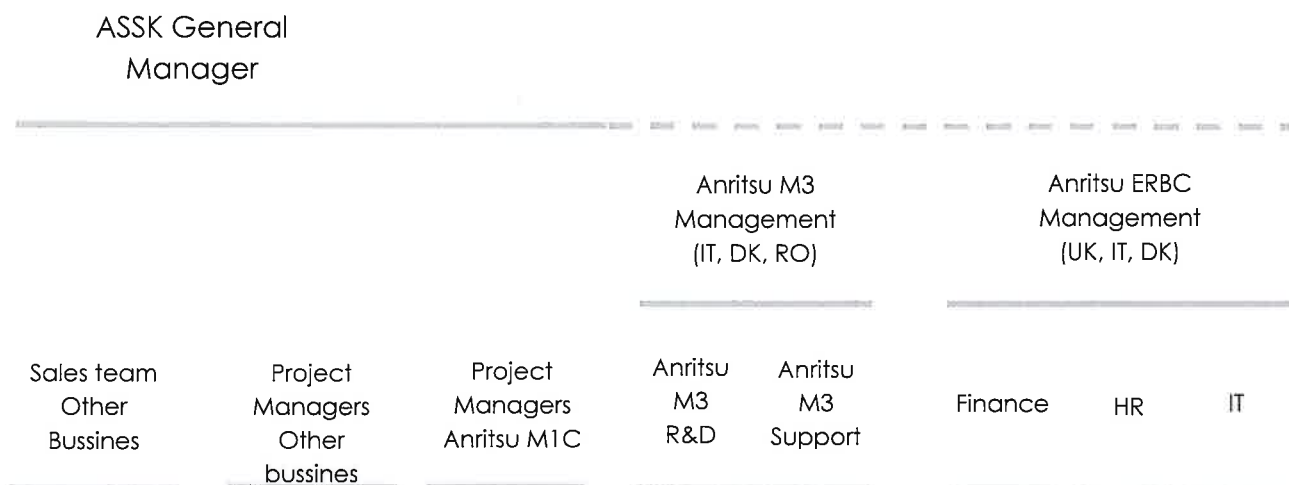 ASSK General
Manager
Anritsu M3
Management
(IT, DK, RO)
Anritsu ERBC
Management
(UK, IT, DK)
Sales team
Other
Bussines
Project
Managers
Other
bussines
Project
Managers
Anritsu M1C
Anritsu
M3
R&D
Anritsu
M3
Support
Finance
HR
IT